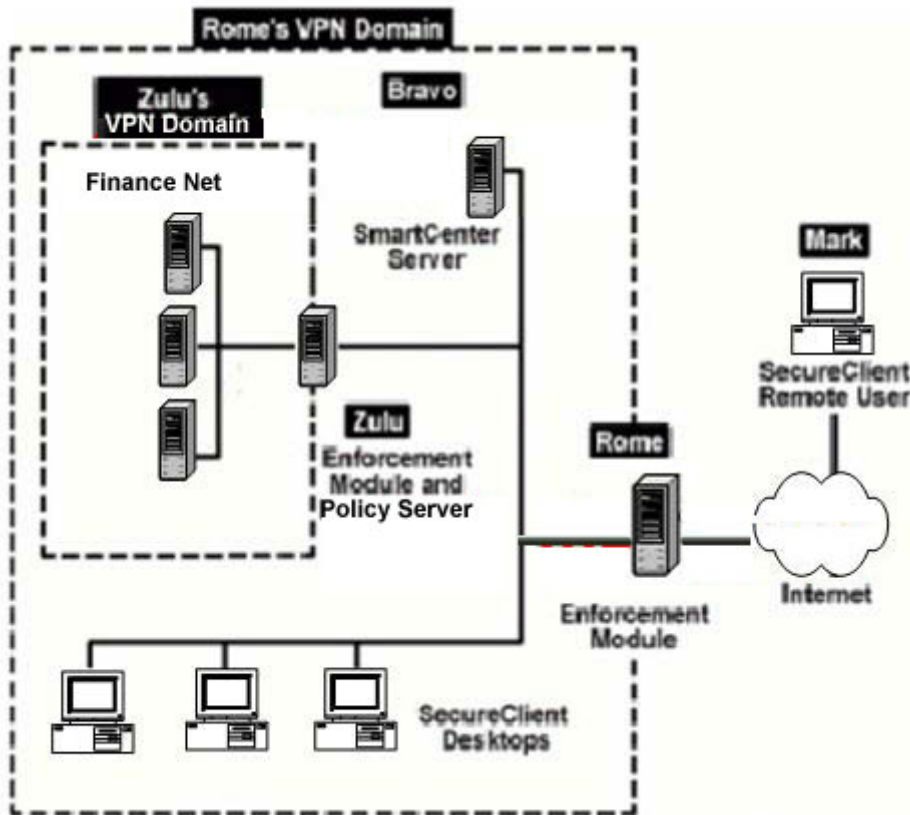 Rome's VPN Domain
Zulu's
VPN Domain
Bravo
Finance Net
SmartCenter
Server
Mark
SecureClient
Remote User
Zulu
Enforcement
Module and
Policy Server
Rome
Internet
Enforcement
Module
SecureClient
Desktops